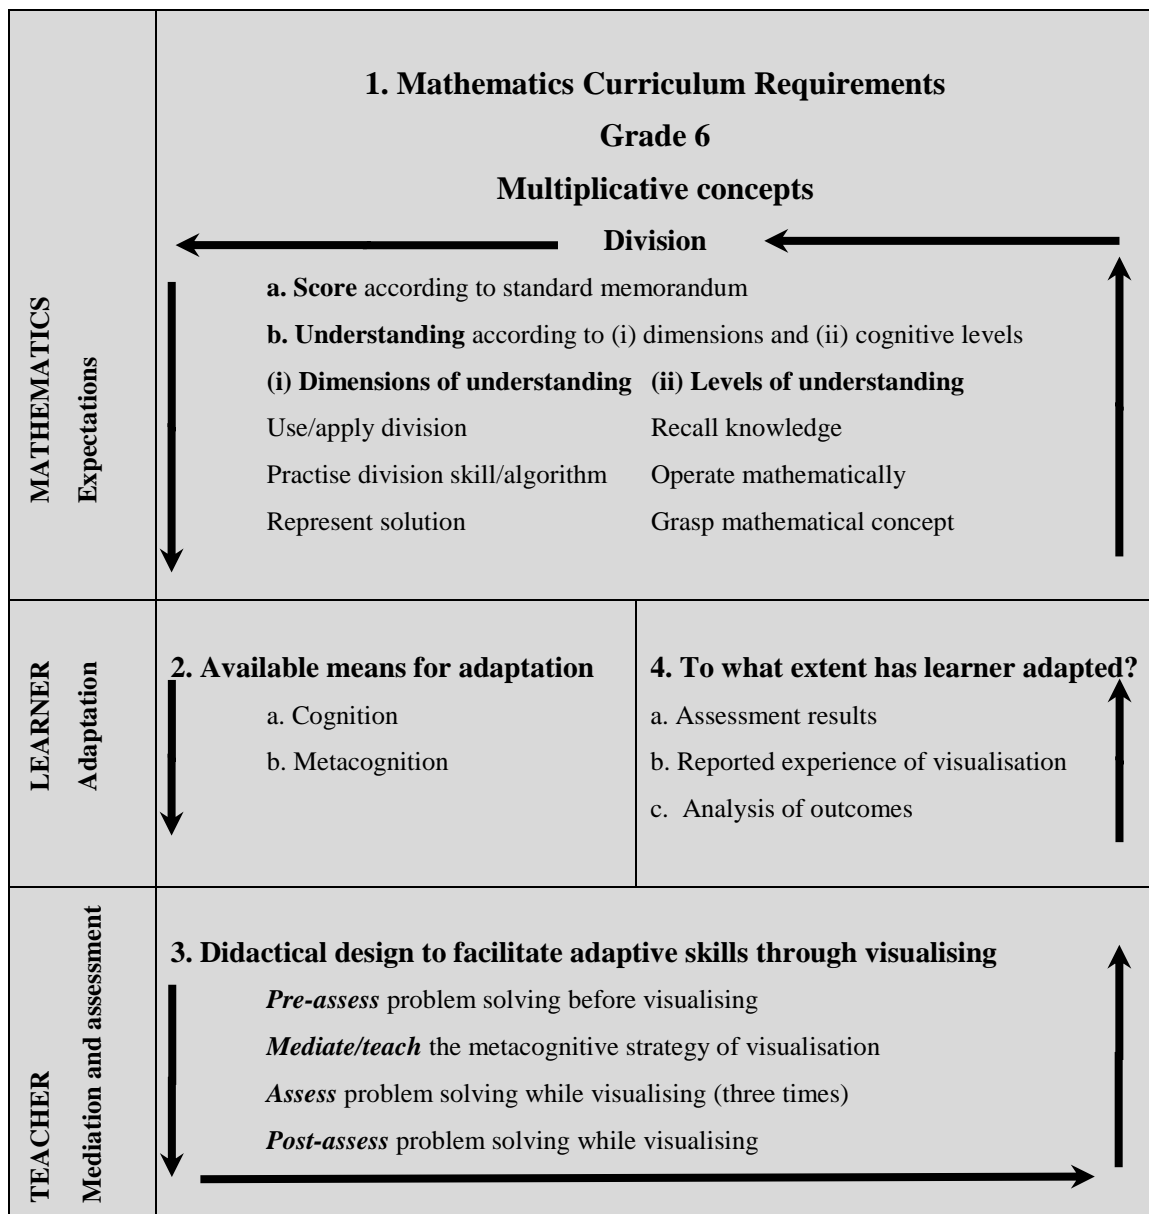 MATHEMATICS
Expectations
1. Mathematics Curriculum Requirements
Grade 6
Multiplicative concepts
Division
a. Score according to standard memorandum
b. Understanding according to (i) dimensions and (ii) cognitive levels
(i) Dimensions of understanding (ii) Levels of understanding
Use/apply division Recall knowledge
Practise division skill/algorithm Operate mathematically
Represent solution Grasp mathematical concept
LEARNER
Adaptation
2. Available means for adaptation
a. Cognition
b. Metacognition
4. To what extent has learner adapted?
a. Assessment results
b. Reported experience of visualisation
c. Analysis of outcomes
TEACHER
Mediation and assessment
3. Didactical design to facilitate adaptive skills through visualising
Pre-assess problem solving before visualising
Mediate/teach the metacognitive strategy of visualisation
Assess problem solving while visualising (three times)
Post-assess problem solving while visualising